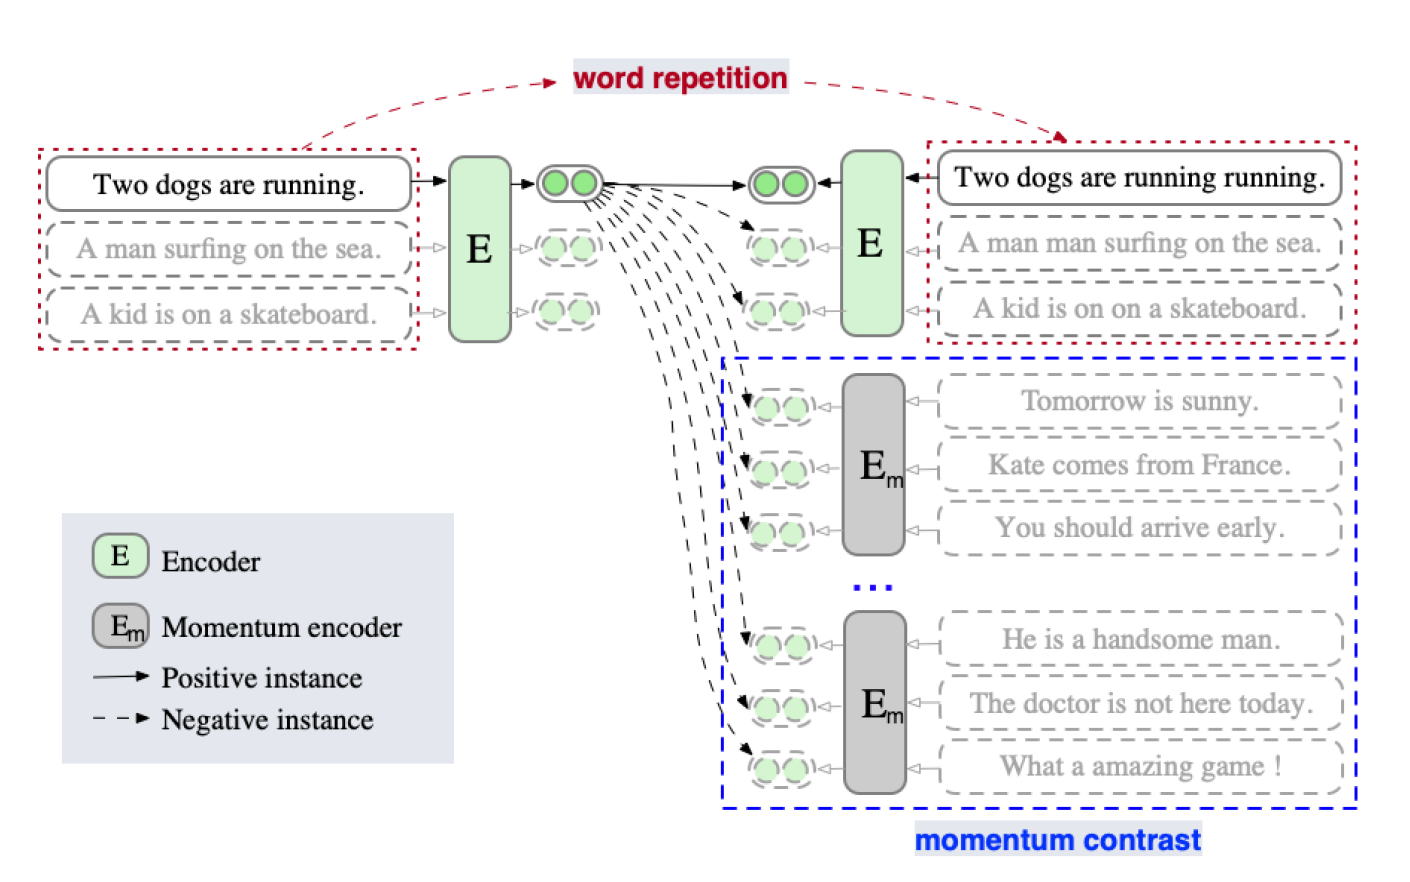 word repetition
Two dogs are running.
A man surfing on the sea.
A kid is on a skateboard.
E
E
Two dogs are running running.
A man man surfing on the sea.
A kid is on on a skateboard.
Em
Tomorrow is sunny.
Kate comes from France.
You should arrive early.
...
Em
He is a handsome man.
The doctor is not here today.
What a amazing game !
momentum contrast
E Encoder
Em Momentum encoder
Positive instance
Negative instance